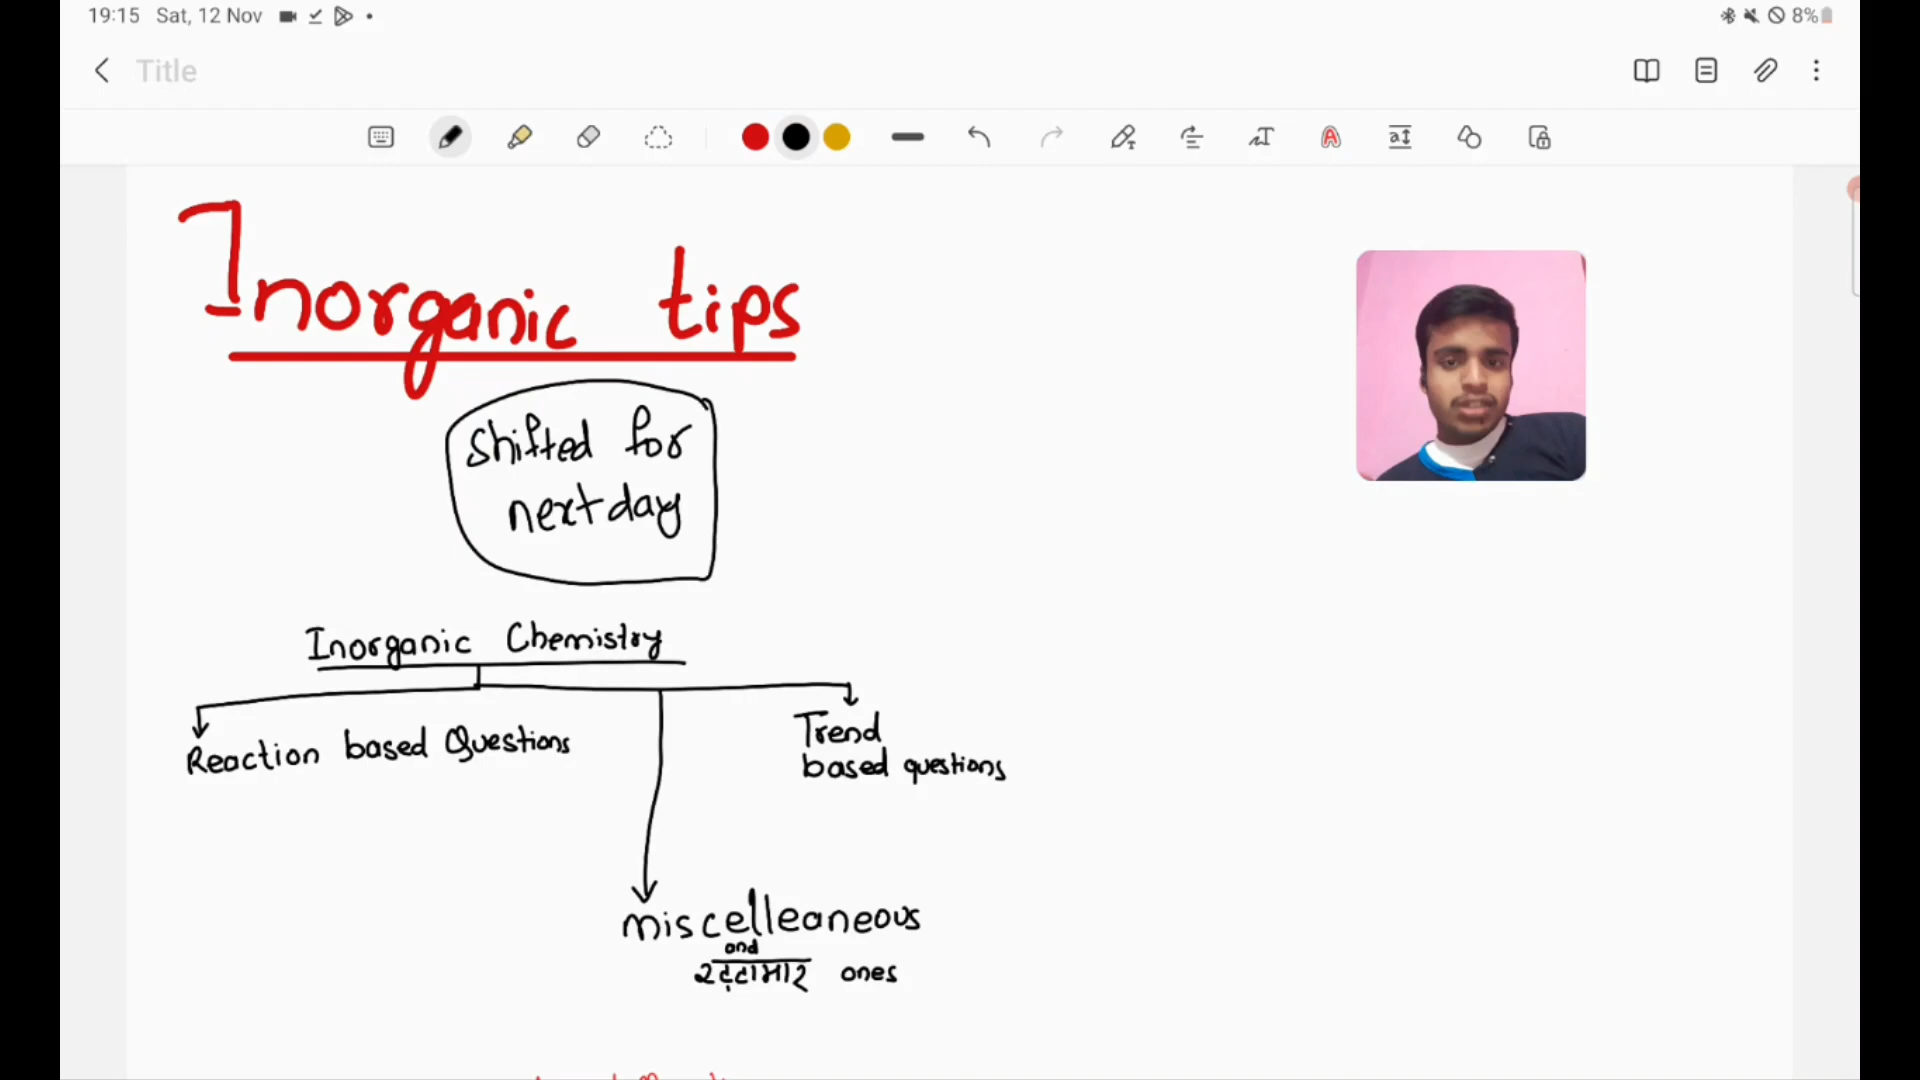 19:15 Sat, 12 Nov
8%
Title
Inorganic tips
Shifted for
next day
Inorganic Chemistry
Reaction based Questions
Trend
based questions
miscelleaneous
and
रट्टामार ones